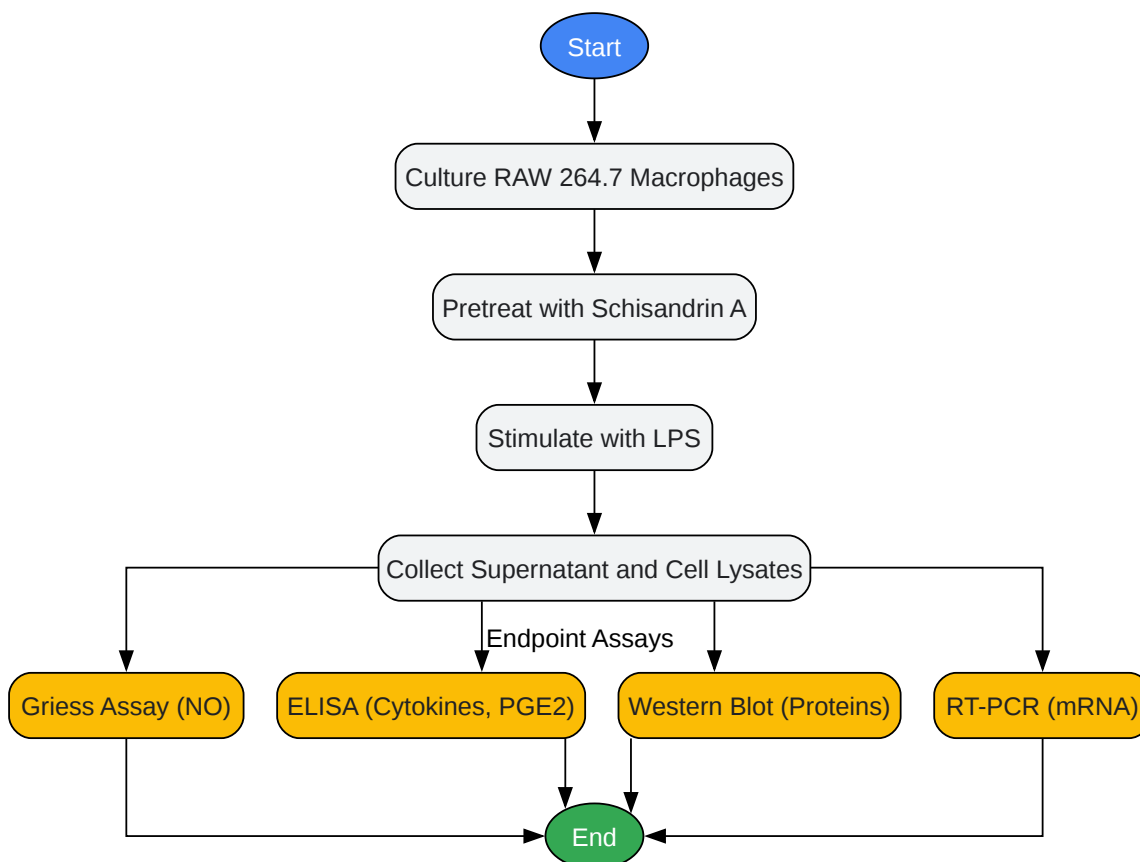 Start
Culture RAW 264.7 Macrophages
Pretreat with Schisandrin A
Stimulate with LPS
Collect Supernatant and Cell Lysates
Endpoint Assays
Griess Assay (NO)
ELISA (Cytokines, PGE2)
Western Blot (Proteins)
RT-PCR (mRNA)
End